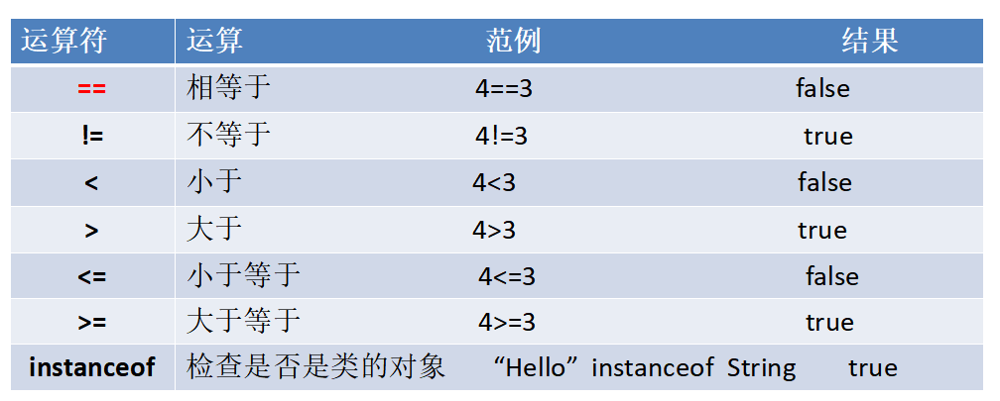 运算符 运算 范例 结果
== 相等于 4==3 false
!= 不等于 4!=3 true
< 小于 4<3 false
> 大于 4>3 true
<= 小于等于 4<=3 false
>= 大于等于 4>=3 true
instanceof 检查是否是类的对象 “Hello” instanceof String true